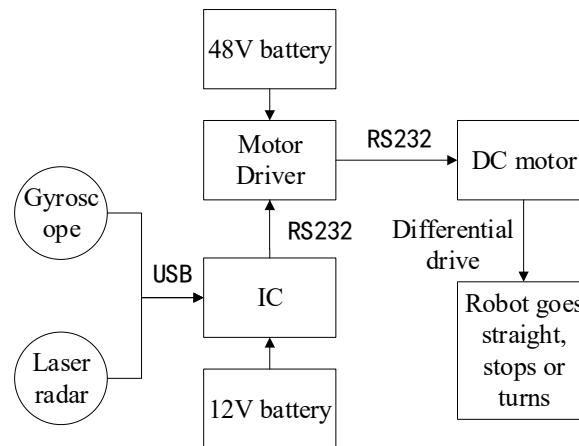 48V battery
Motor
Driver
RS232
DC motor
Gyrosc
ope
RS232
Differential
drive
USB
IC
Robot goes
straight,
stops or
turns
Laser
radar
12V battery